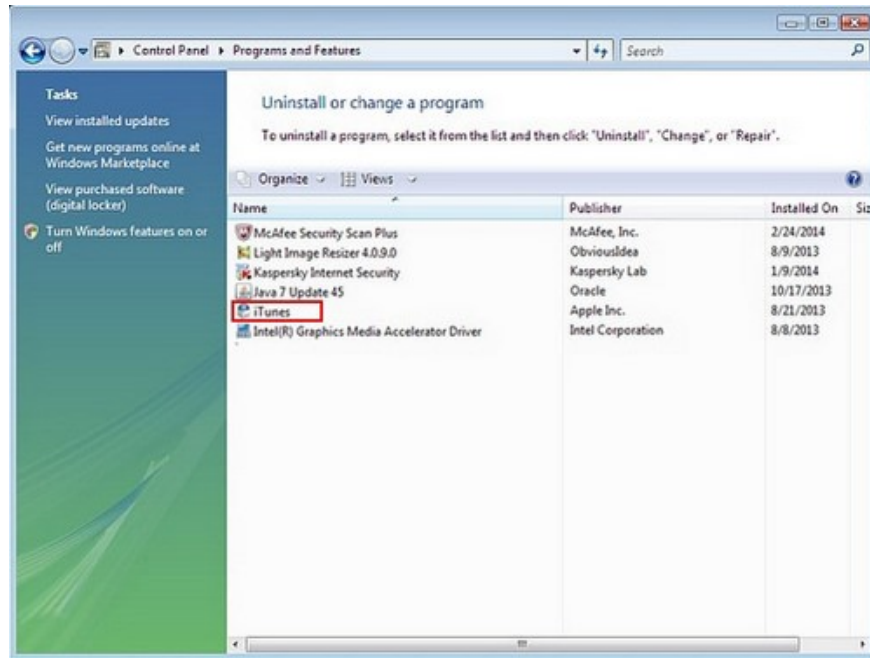 Control Panel Programs and Features Search
Tasks
View installed updates
Get new programs online at
Windows Marketplace
View purchased software
(digital locker)
Turn Windows features on or
off
Uninstall or change a program
To uninstall a program, select it from the list and then click "Uninstall", "Change", or "Repair".
Organize Views
Name Publisher Installed On Siz
McAfee Security Scan Plus McAfee, Inc. 2/24/2014
Light Image Resizer 4.0.9.0 ObviousIdea 8/9/2013
Kaspersky Internet Security Kaspersky Lab 1/9/2014
Java 7 Update 45 Oracle 10/17/2013
iTunes Apple Inc. 8/21/2013
Intel(R) Graphics Media Accelerator Driver Intel Corporation 8/8/2013